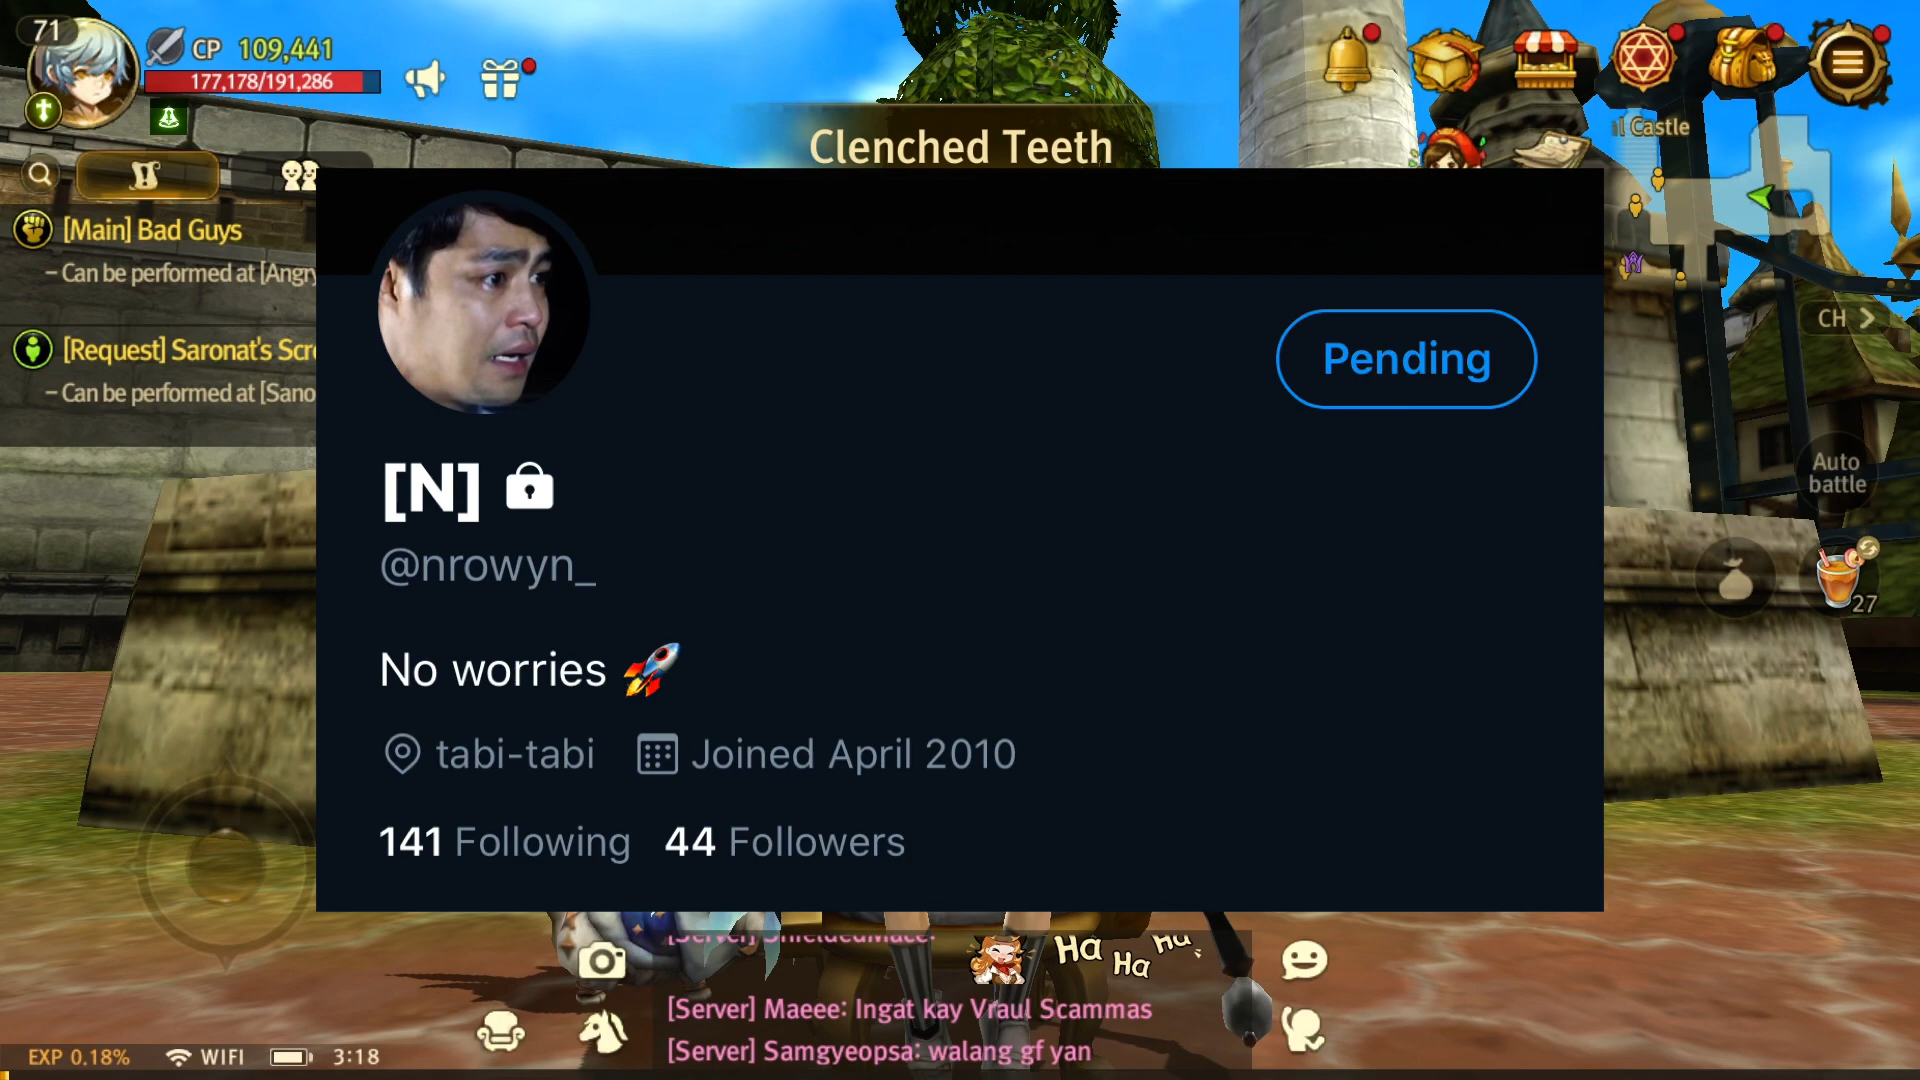 71
CP 109,441
177,178/191,286
Clenched Teeth
[Main] Bad Guys
– Can be performed at [Angry
[Request] Saronat's Scr
– Can be performed at [Sano
l Castle
CH
Auto
battle
27
Pending
[N]
@nrowyn_
No worries 🚀
tabi-tabi Joined April 2010
141 Following 44 Followers
[Server] ShieldedMace:
Ha Ha Ha
[Server] Maeee: Ingat kay Vraul Scammas
[Server] Samgyeopsa: walang gf yan
EXP 0.18% WIFI 3:18